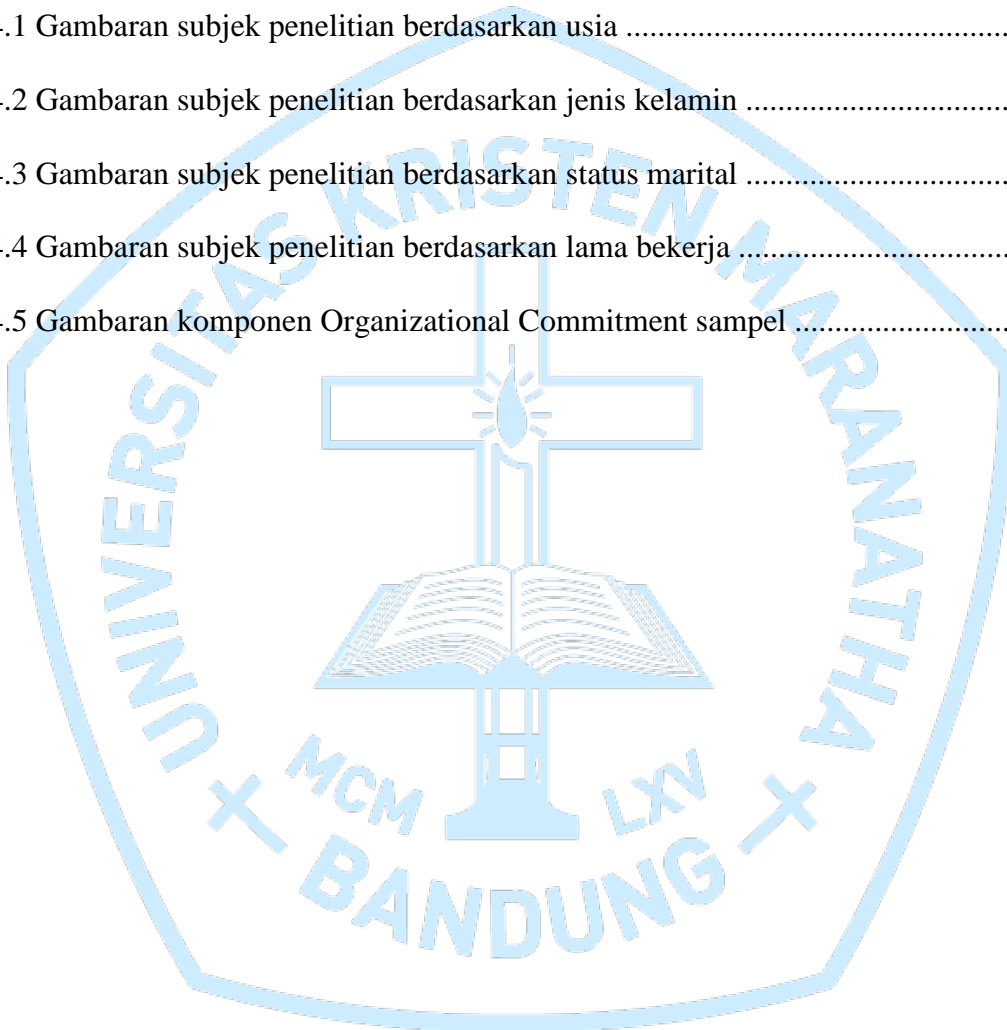 .1 Gambaran subjek penelitian berdasarkan usia ................................................
.2 Gambaran subjek penelitian berdasarkan jenis kelamin .................................
.3 Gambaran subjek penelitian berdasarkan status marital .................................
.4 Gambaran subjek penelitian berdasarkan lama bekerja ..................................
.5 Gambaran komponen Organizational Commitment sampel ...........................
UNIVERSITAS KRISTEN MARANATHA
MCM LXV
BANDUNG